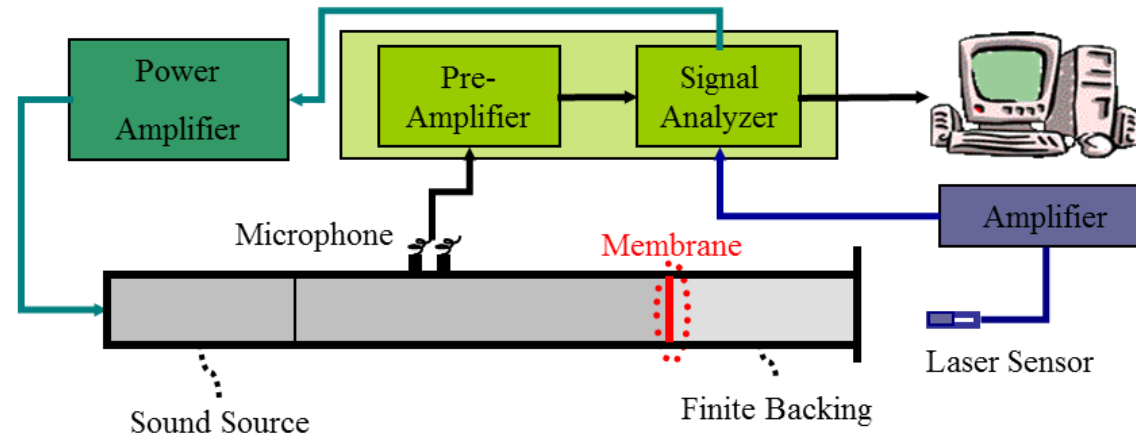 Power
Amplifier
Pre-
Amplifier
Signal
Analyzer
Amplifier
Microphone
Membrane
Laser Sensor
Sound Source
Finite Backing